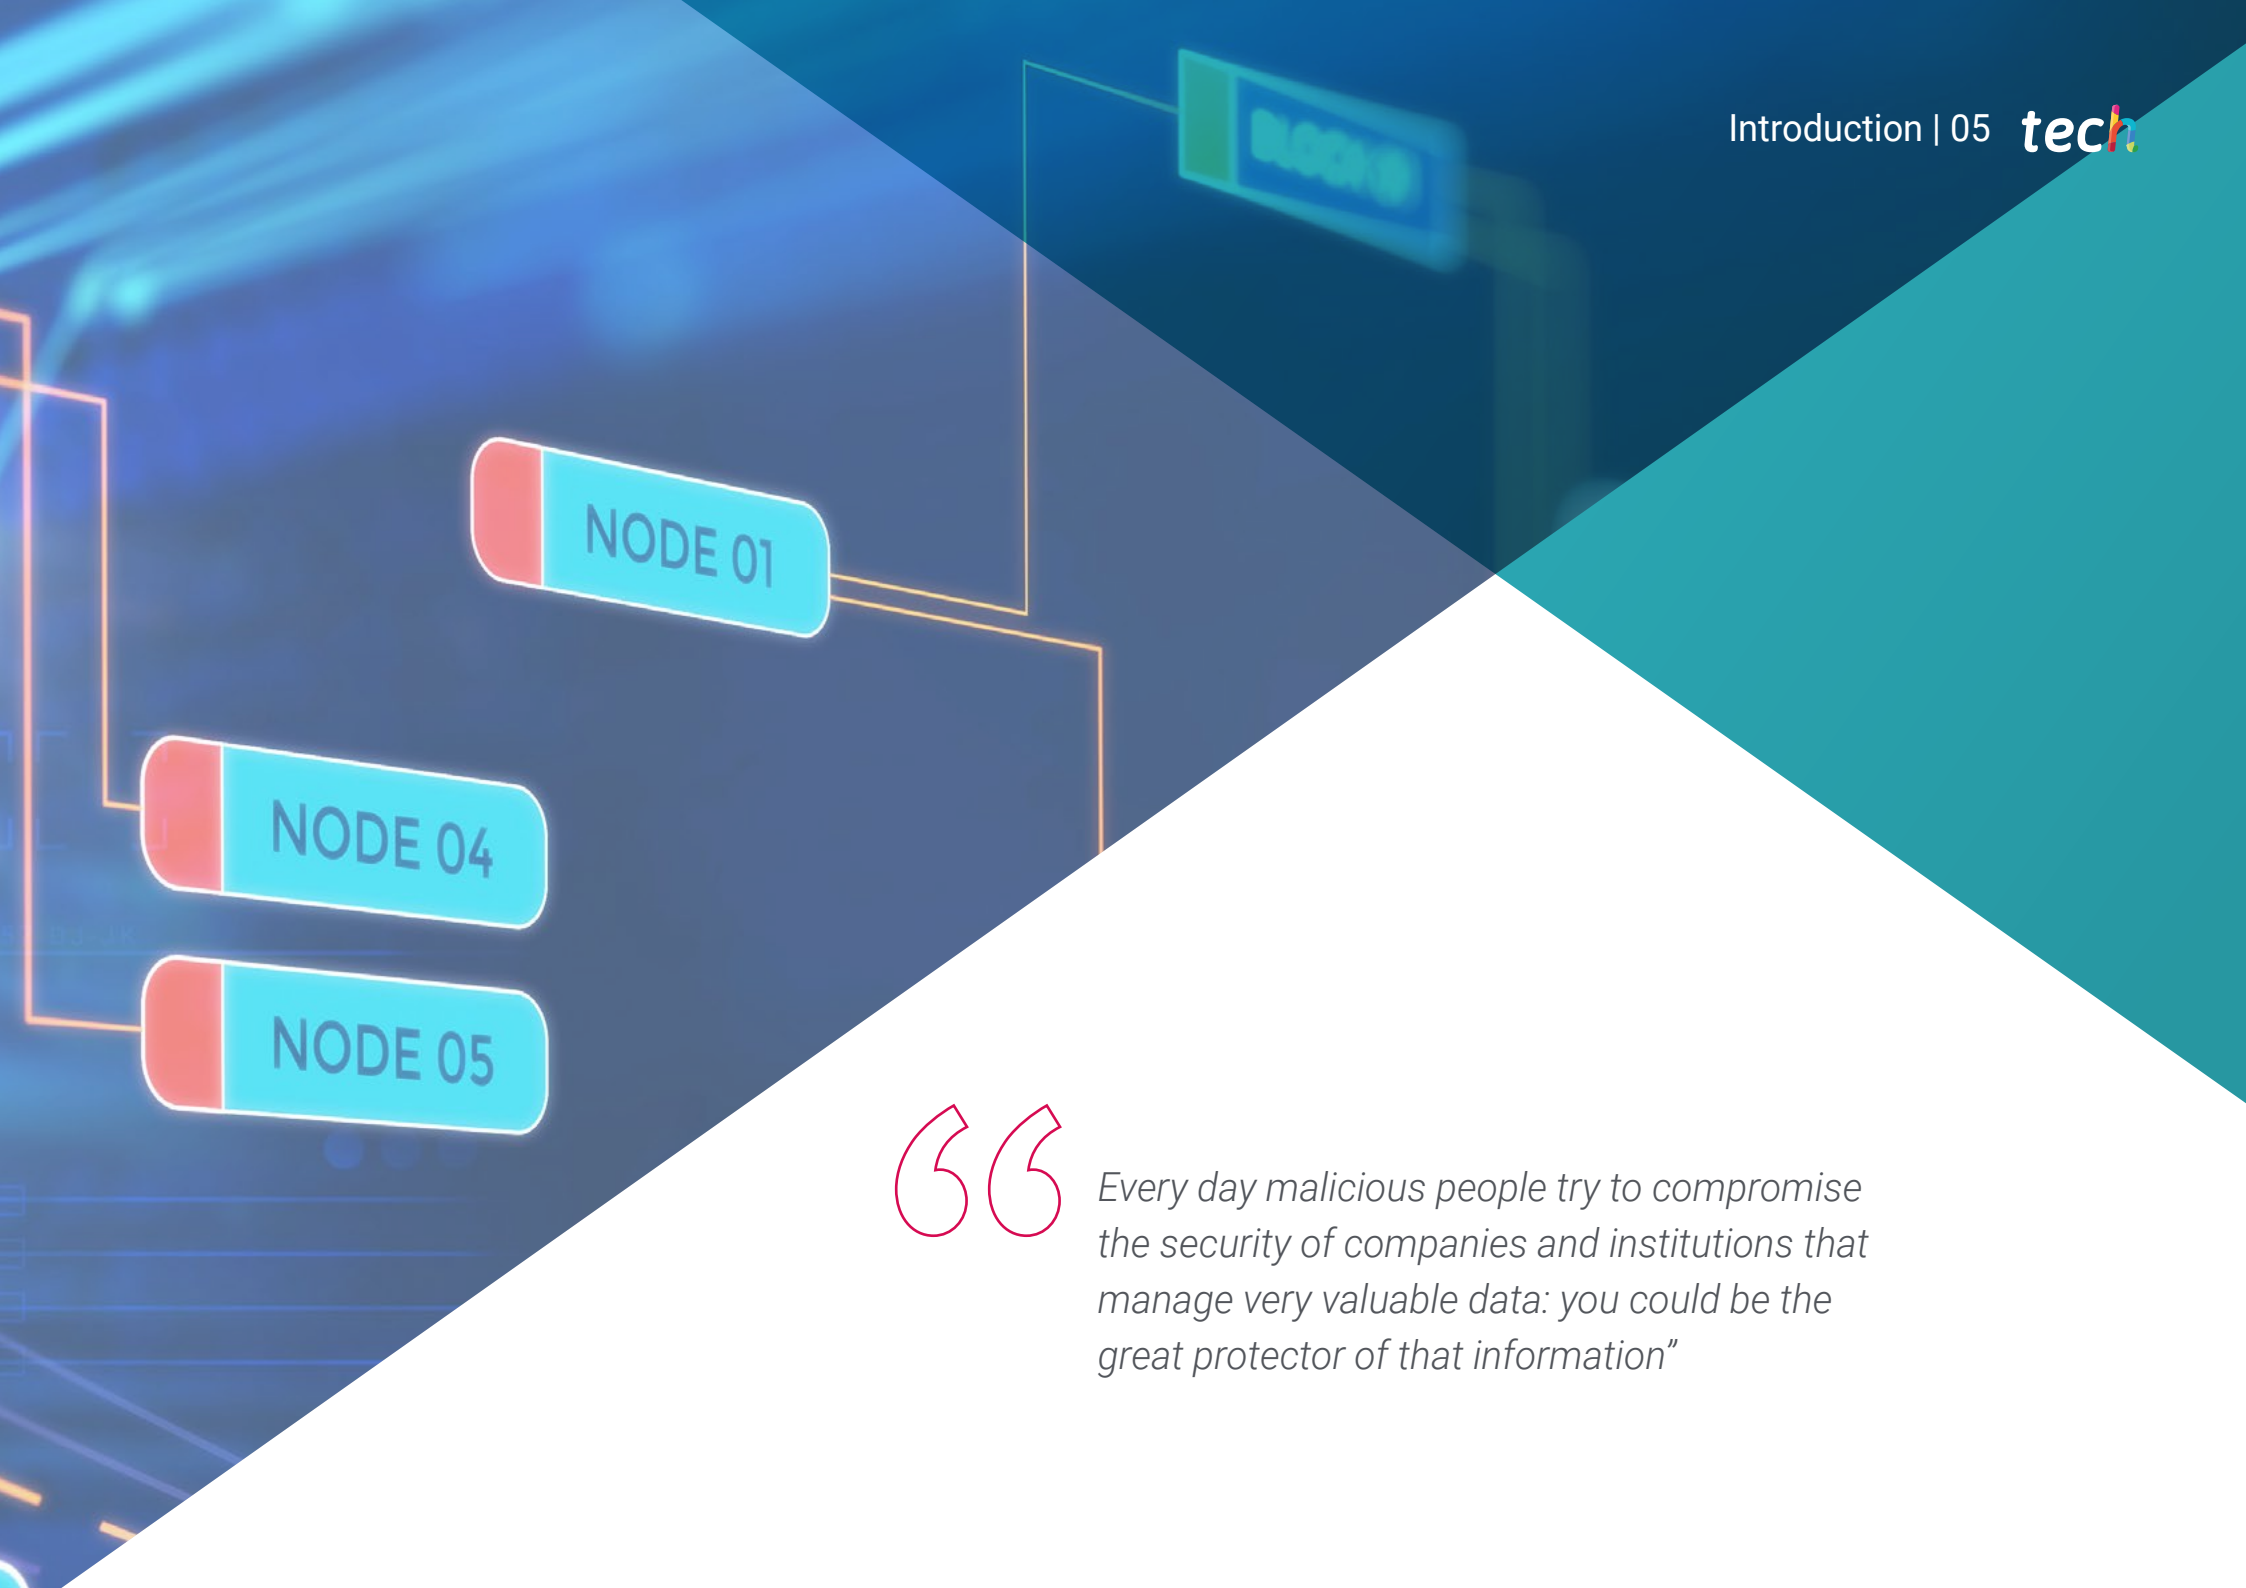 Introduction | 05 tech
NODE 01
NODE 04
NODE 05
Every day malicious people try to compromise
the security of companies and institutions that
manage very valuable data: you could be the
great protector of that information”